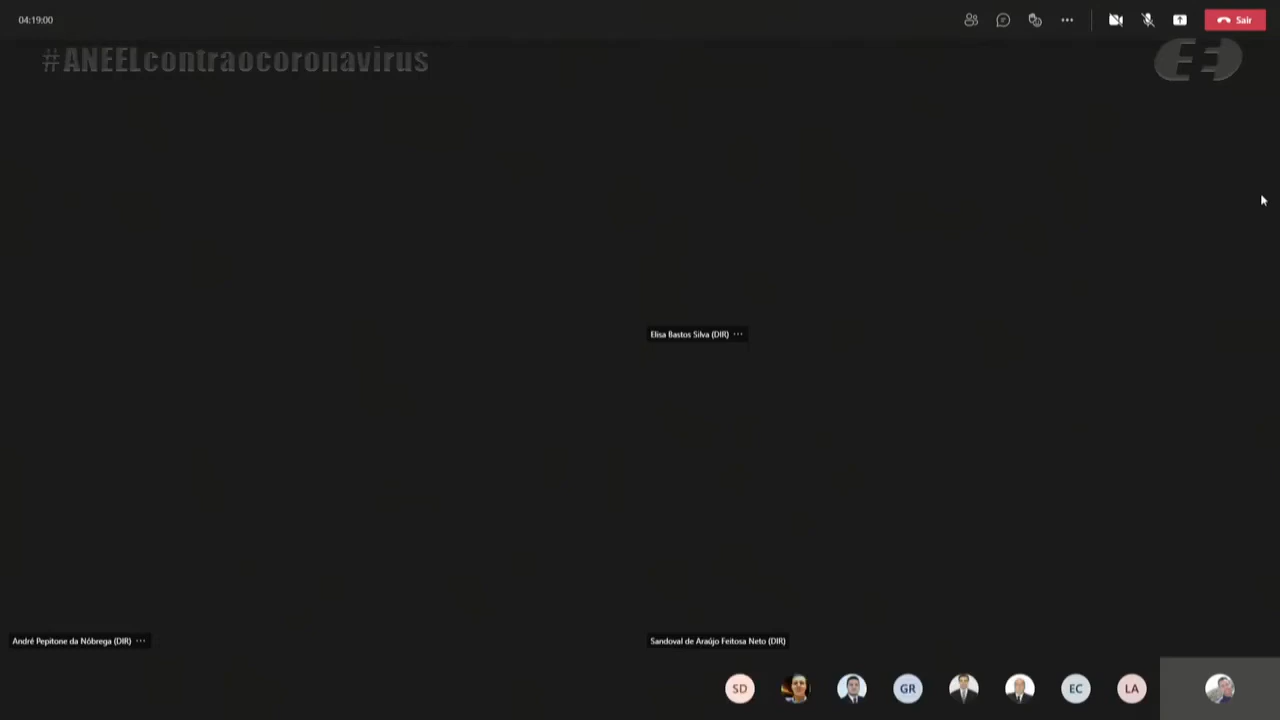 04:19:00
Sair
#ANEELcontraocoronavirus
Elisa Bastos Silva (DIR) ...
André Pepitone da Nóbrega (DIR) ...
Sandoval de Araújo Feitosa Neto (DIR)
SD
GR
EC
LA